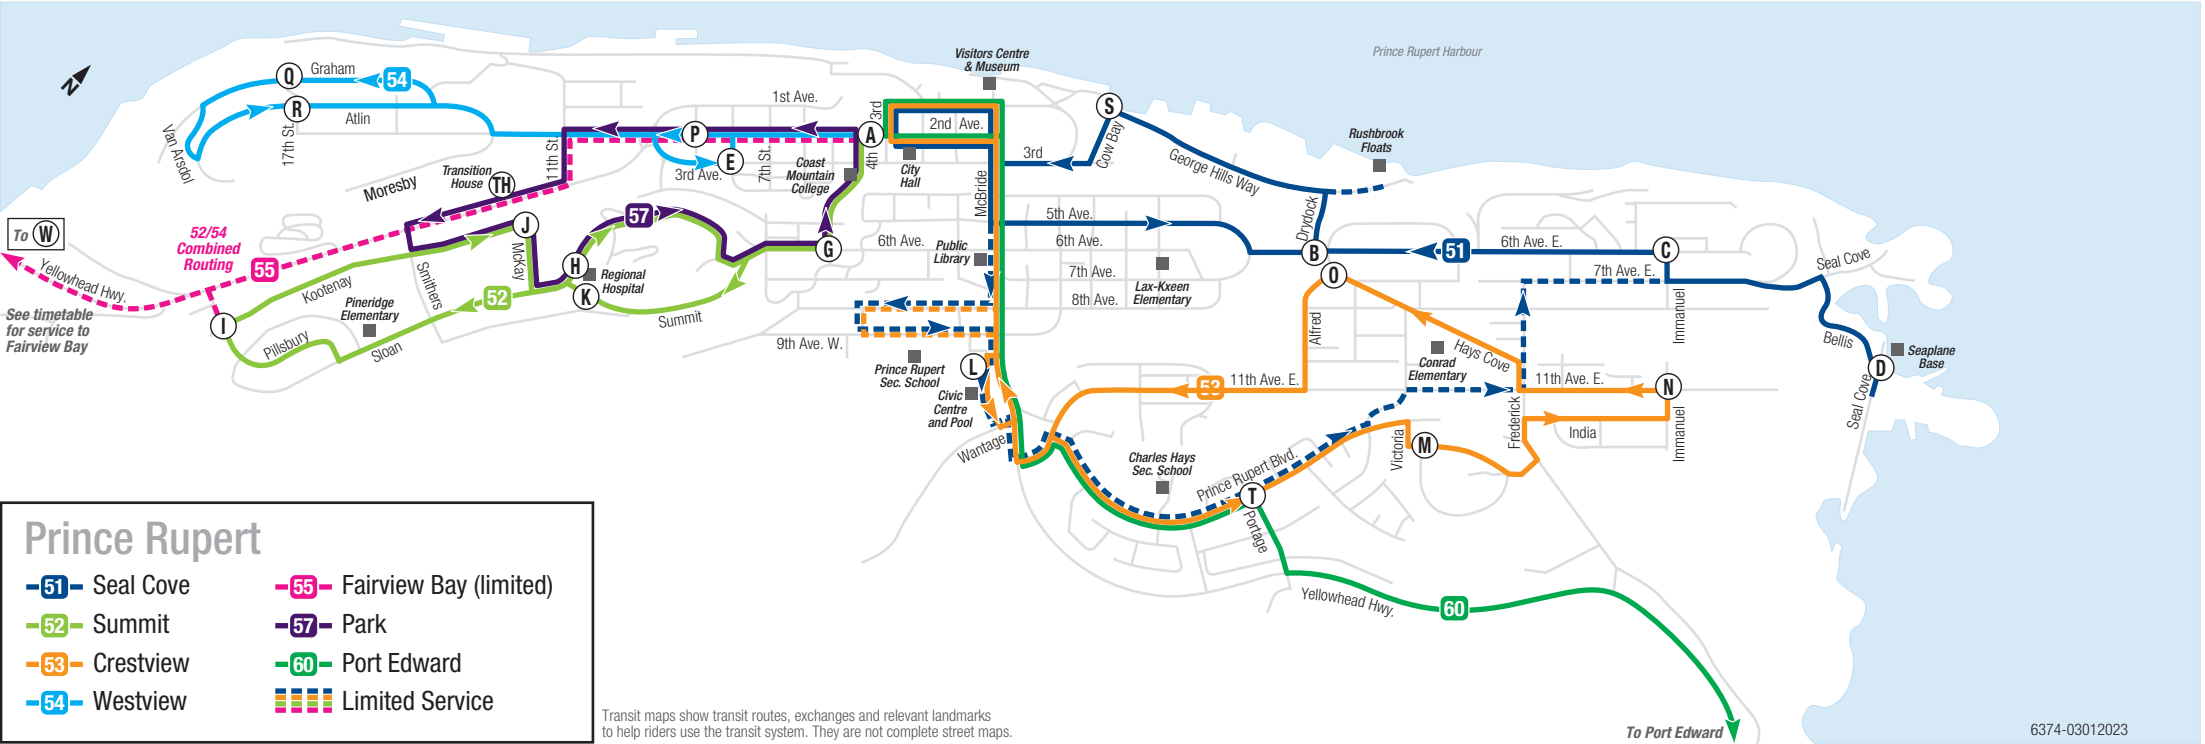 Prince Rupert Harbour
Visitors Centre
& Museum
N
Q
Graham
54
R
Atlin
17th St.
Van Arsdol
1st Ave.
3rd
2nd Ave.
P
A
E
3rd Ave.
7th St.
11th St.
4th
Coast
Mountain
College
City
Hall
McBride
S
Cow Bay
3rd
George Hills Way
Rushbrook
Floats
Drydock
Transition
House
TH
Moresby
To W
52/54
Combined
Routing
55
Yellowhead Hwy.
See timetable
for service to
Fairview Bay
I
J
McKay
Smithers
Kootenay
Pineridge
Elementary
Pillsbury
Sloan
52
57
H
Regional
Hospital
K
Summit
G
5th Ave.
6th Ave.
6th Ave.
7th Ave.
8th Ave.
Public
Library
Lax-Kxeen
Elementary
B
51
6th Ave. E.
C
O
7th Ave. E.
Seal Cove
Immanuel
Bellis
D
Seaplane
Base
Seal Cove
9th Ave. W.
Prince Rupert
Sec. School
L
Civic
Centre
and Pool
Wantage
53
11th Ave. E.
Alfred
Conrad
Elementary
Hays Cove
11th Ave. E.
N
Frederick
India
Immanuel
Victoria
M
Charles Hays
Sec. School
Prince Rupert Blvd.
T
Portage
Yellowhead Hwy.
60
To Port Edward
Prince Rupert
51 Seal Cove
52 Summit
53 Crestview
54 Westview
55 Fairview Bay (limited)
57 Park
60 Port Edward
Limited Service
Transit maps show transit routes, exchanges and relevant landmarks
to help riders use the transit system. They are not complete street maps.
6374-03012023